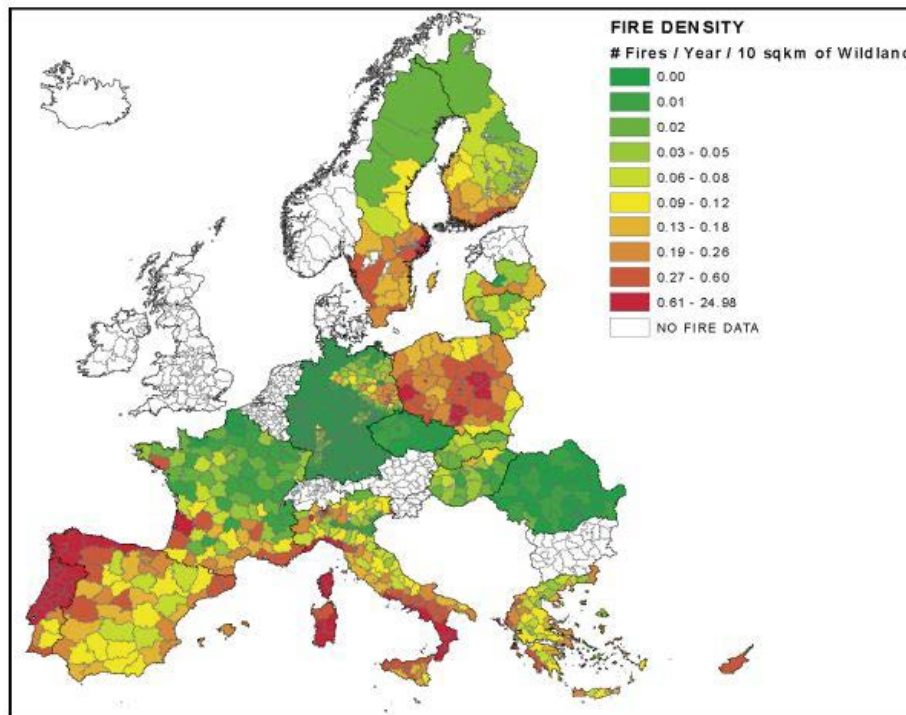 FIRE DENSITY
# Fires / Year / 10 sqkm of Wildland
0.00
0.01
0.02
0.03 - 0.05
0.06 - 0.08
0.09 - 0.12
0.13 - 0.18
0.19 - 0.26
0.27 - 0.60
0.61 - 24.98
NO FIRE DATA